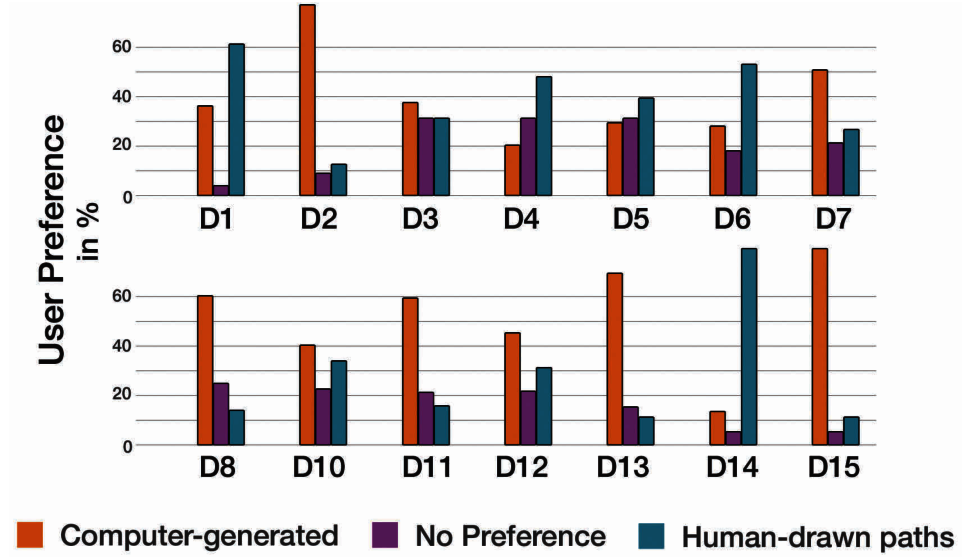 60
40
20
0
D1 D2 D3 D4 D5 D6 D7
User Preference
in %
60
40
20
0
D8 D10 D11 D12 D13 D14 D15
Computer-generated No Preference Human-drawn paths